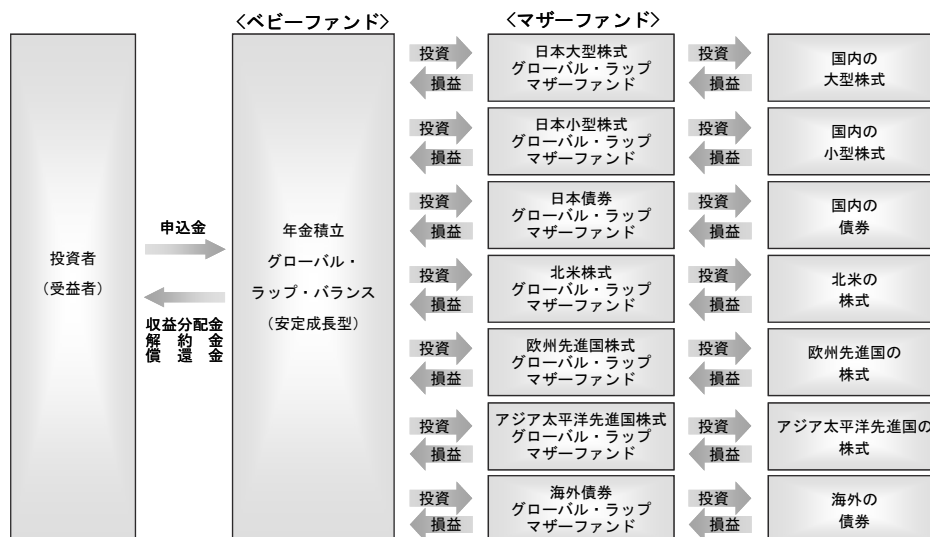 〈ベビーファンド〉
〈マザーファンド〉
投資者
（受益者）
申込金
収益分配金
解約金
償還金
年金積立
グローバル・
ラップ・バランス
（安定成長型）
投資
損益
日本大型株式
グローバル・ラップ
マザーファンド
投資
損益
国内の
大型株式
投資
損益
日本小型株式
グローバル・ラップ
マザーファンド
投資
損益
国内の
小型株式
投資
損益
日本債券
グローバル・ラップ
マザーファンド
投資
損益
国内の
債券
投資
損益
北米株式
グローバル・ラップ
マザーファンド
投資
損益
北米の
株式
投資
損益
欧州先進国株式
グローバル・ラップ
マザーファンド
投資
損益
欧州先進国の
株式
投資
損益
アジア太平洋先進国株式
グローバル・ラップ
マザーファンド
投資
損益
アジア太平洋先進国の
株式
投資
損益
海外債券
グローバル・ラップ
マザーファンド
投資
損益
海外の
債券